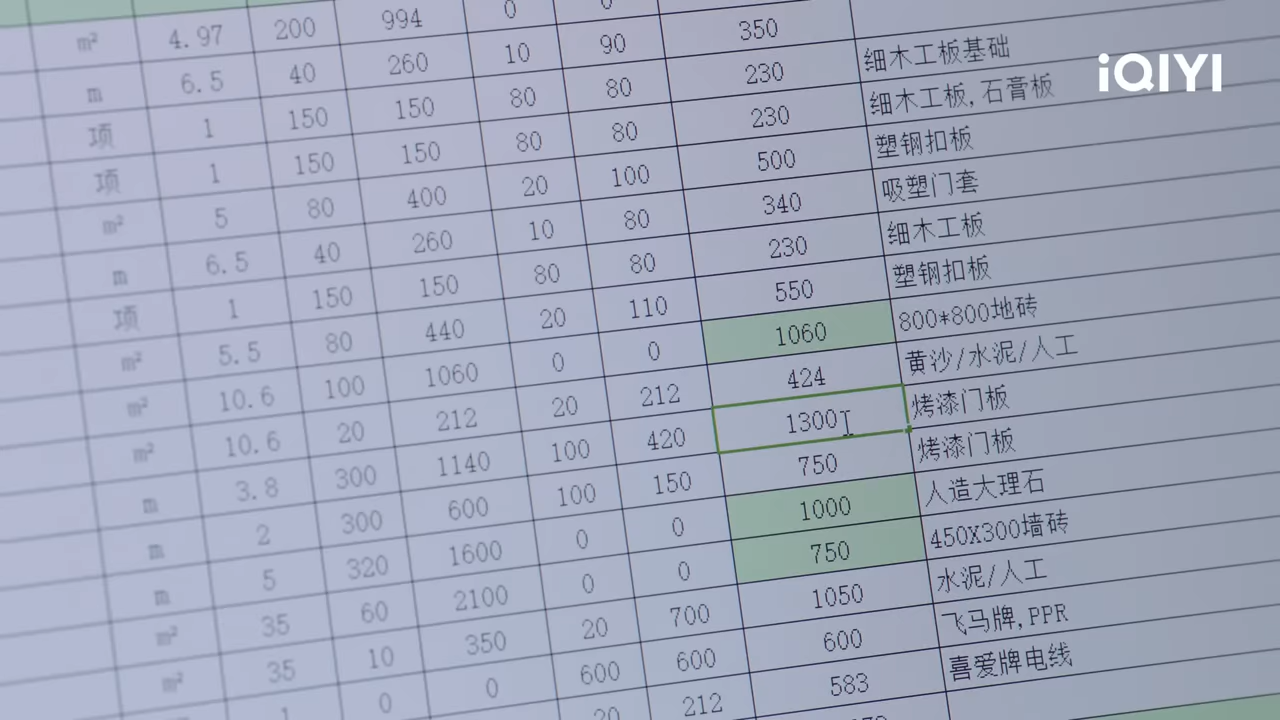 m² 4.97 200 994 0 0
iQIYI
m 6.5 40 260 10 90 350
项 1 150 150 80 80 230 细木工板基础
项 1 150 150 80 80 230 细木工板,石膏板
m² 5 80 400 20 100 500 塑钢扣板
m 6.5 40 260 10 80 340 吸塑门套
项 1 150 150 80 80 230 细木工板
m² 5.5 80 440 20 110 550 塑钢扣板
m² 10.6 100 1060 0 0 1060 800*800地砖
m² 10.6 20 212 20 212 424 黄沙/水泥/人工
m 3.8 300 1140 100 420 1300 烤漆门板
m 2 300 600 100 150 750 烤漆门板
m 5 320 1600 0 0 1000 人造大理石
m² 35 60 2100 0 0 750 450X300墙砖
m² 35 10 350 20 700 1050 水泥/人工
1 0 0 600 600 600 飞马牌,PPR
20 212 583 喜爱牌电线